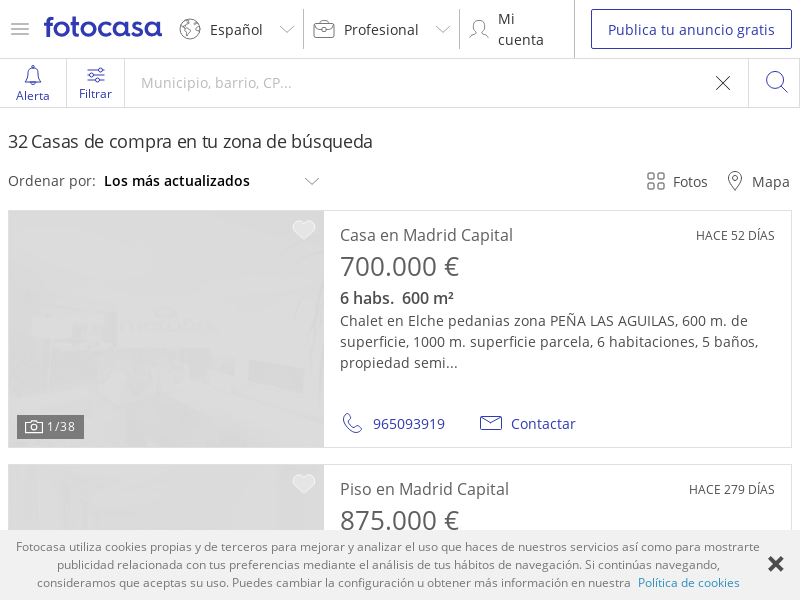 fotocasa
Español
Profesional
Mi cuenta
Publica tu anuncio gratis
Alerta
Filtrar
Municipio, barrio, CP...
32 Casas de compra en tu zona de búsqueda
Ordenar por: Los más actualizados
Fotos
Mapa
Casa en Madrid Capital
HACE 52 DÍAS
700.000 €
6 habs. 600 m²
Chalet en Elche pedanias zona PEÑA LAS AGUILAS, 600 m. de
superficie, 1000 m. superficie parcela, 6 habitaciones, 5 baños,
propiedad semi...
1/38
965093919
Contactar
Piso en Madrid Capital
HACE 279 DÍAS
875.000 €
Fotocasa utiliza cookies propias y de terceros para mejorar y analizar el uso que haces de nuestros servicios así como para mostrarte
publicidad relacionada con tus preferencias mediante el análisis de tus hábitos de navegación. Si continúas navegando,
consideramos que aceptas su uso. Puedes cambiar la configuración u obtener más información en nuestra Política de cookies